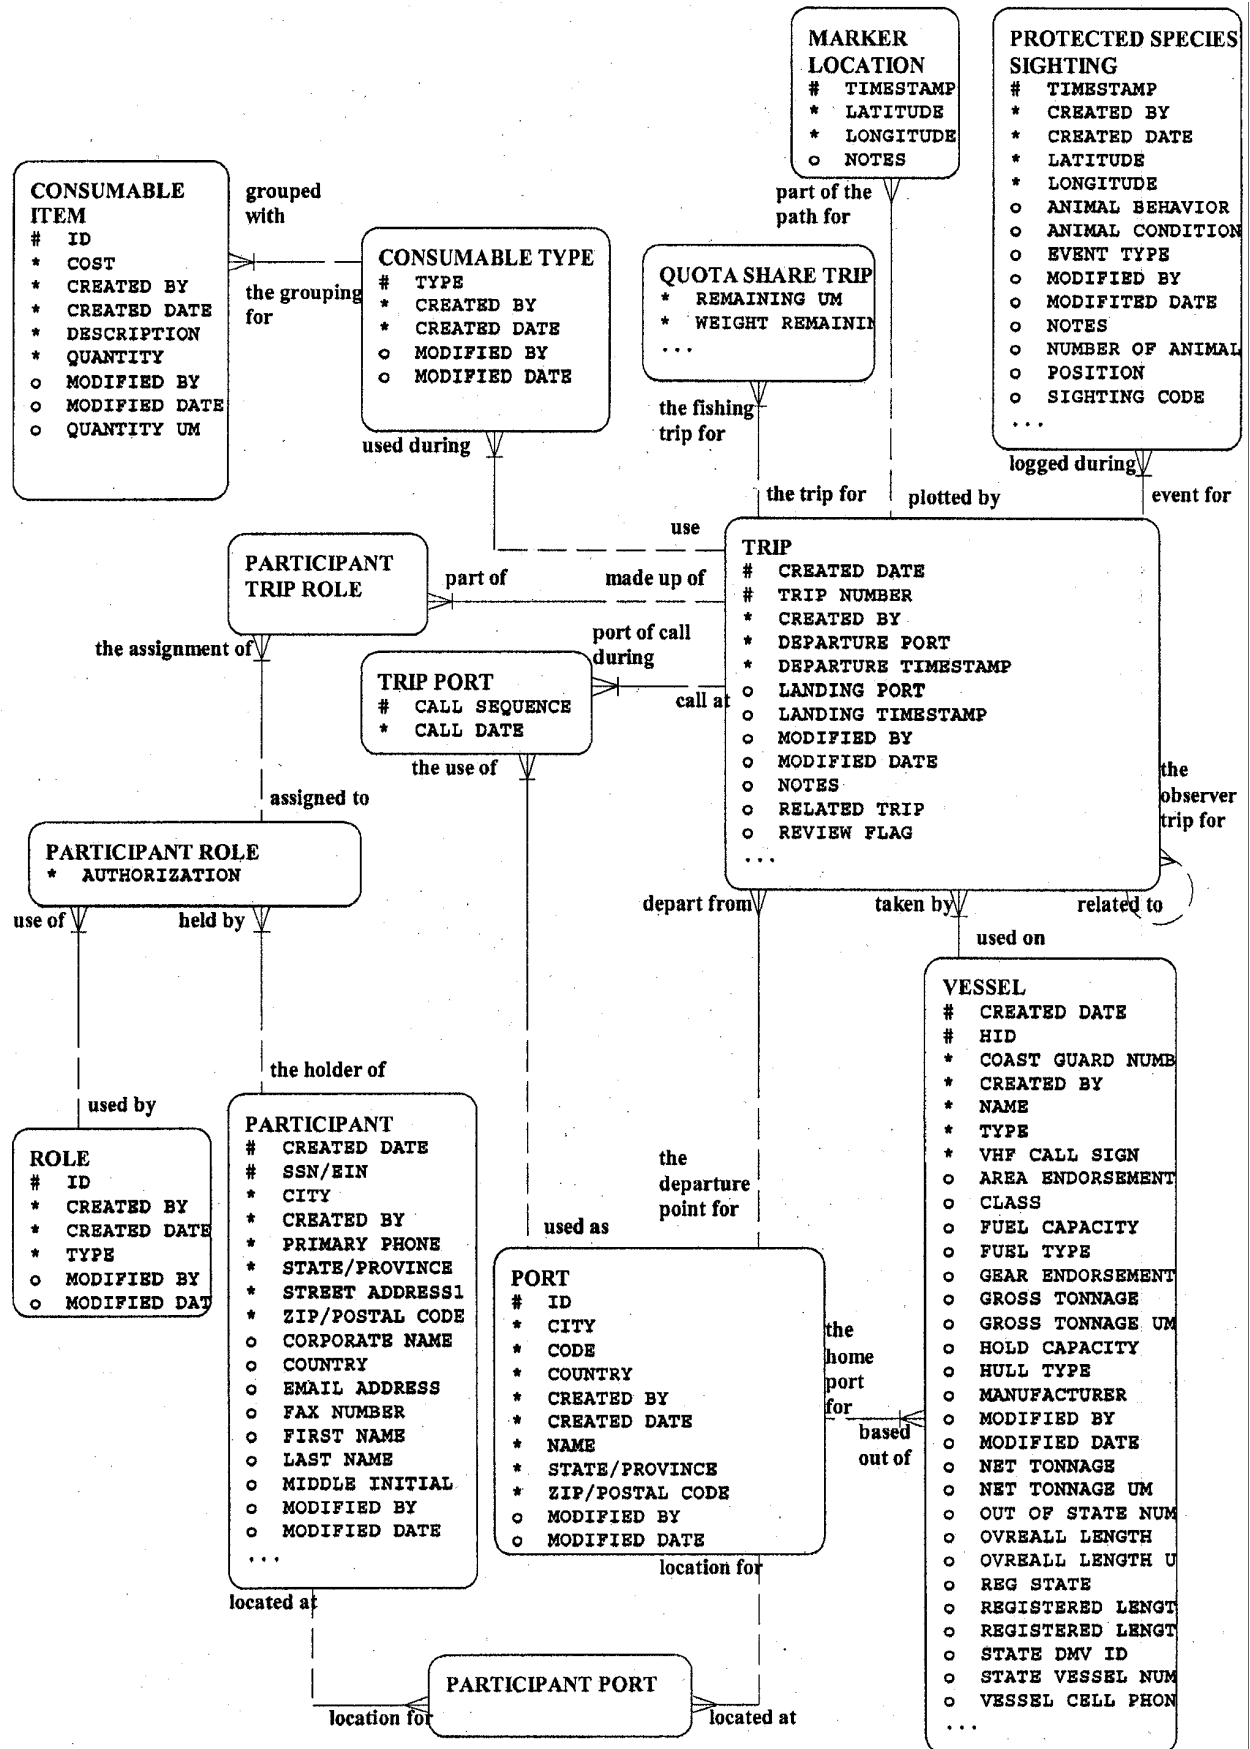 MARKER
LOCATION
# TIMESTAMP
* LATITUDE
* LONGITUDE
o NOTES
part of the
path for
PROTECTED SPECIES
SIGHTING
# TIMESTAMP
* CREATED BY
* CREATED DATE
* LATITUDE
* LONGITUDE
o ANIMAL BEHAVIOR
o ANIMAL CONDITION
o EVENT TYPE
o MODIFIED BY
o MODIFITED DATE
o NOTES
o NUMBER OF ANIMAL
o POSITION
o SIGHTING CODE
...
logged during
event for
CONSUMABLE
ITEM
# ID
* COST
* CREATED BY
* CREATED DATE
* DESCRIPTION
* QUANTITY
o MODIFIED BY
o MODIFIED DATE
o QUANTITY UM
grouped
with
the grouping
for
CONSUMABLE TYPE
# TYPE
* CREATED BY
* CREATED DATE
o MODIFIED BY
o MODIFIED DATE
used during
QUOTA SHARE TRIP
* REMAINING UM
* WEIGHT REMAININ
...
the fishing
trip for
the trip for
plotted by
use
PARTICIPANT
TRIP ROLE
part of
made up of
the assignment of
port of call
during
call at
TRIP PORT
# CALL SEQUENCE
* CALL DATE
the use of
TRIP
# CREATED DATE
# TRIP NUMBER
* CREATED BY
* DEPARTURE PORT
* DEPARTURE TIMESTAMP
o LANDING PORT
o LANDING TIMESTAMP
o MODIFIED BY
o MODIFIED DATE
o NOTES
o RELATED TRIP
o REVIEW FLAG
...
the
observer
trip for
depart from
taken by
related to
used on
assigned to
PARTICIPANT ROLE
* AUTHORIZATION
use of
held by
the holder of
used by
ROLE
# ID
* CREATED BY
* CREATED DATE
* TYPE
o MODIFIED BY
o MODIFIED DAT
PARTICIPANT
# CREATED DATE
# SSN/EIN
* CITY
* CREATED BY
* PRIMARY PHONE
* STATE/PROVINCE
* STREET ADDRESS1
* ZIP/POSTAL CODE
o CORPORATE NAME
o COUNTRY
o EMAIL ADDRESS
o FAX NUMBER
o FIRST NAME
o LAST NAME
o MIDDLE INITIAL
o MODIFIED BY
o MODIFIED DATE
...
located at
the
departure
point for
used as
PORT
# ID
* CITY
* CODE
* COUNTRY
* CREATED BY
* CREATED DATE
* NAME
* STATE/PROVINCE
* ZIP/POSTAL CODE
o MODIFIED BY
o MODIFIED DATE
location for
the
home
port
for
based
out of
VESSEL
# CREATED DATE
# HID
* COAST GUARD NUMB
* CREATED BY
* NAME
* TYPE
* VHF CALL SIGN
o AREA ENDORSEMENT
o CLASS
o FUEL CAPACITY
o FUEL TYPE
o GEAR ENDORSEMENT
o GROSS TONNAGE
o GROSS TONNAGE UM
o HOLD CAPACITY
o HULL TYPE
o MANUFACTURER
o MODIFIED BY
o MODIFIED DATE
o NET TONNAGE
o NET TONNAGE UM
o OUT OF STATE NUM
o OVREALL LENGTH
o OVREALL LENGTH U
o REG STATE
o REGISTERED LENGT
o REGISTERED LENGT
o STATE DMV ID
o STATE VESSEL NUM
o VESSEL CELL PHON
...
PARTICIPANT PORT
location for
located at